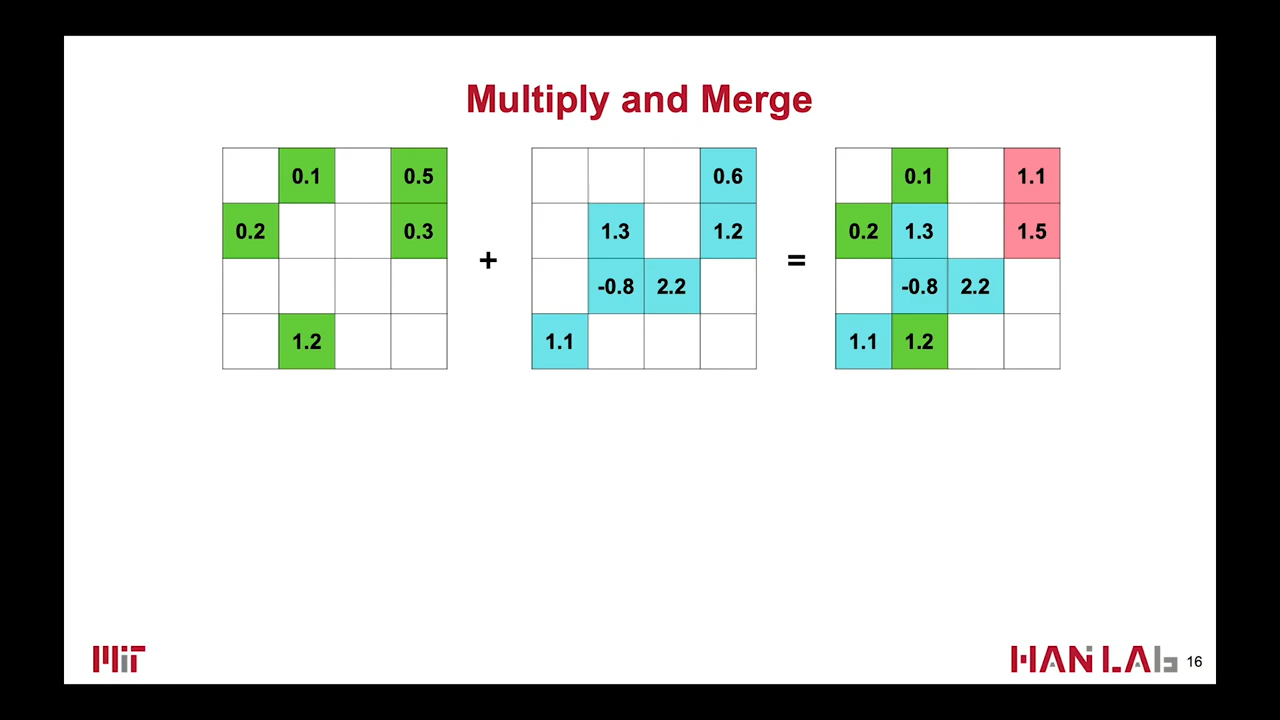 Multiply and Merge
0.1 0.5 0.6 0.1 1.1
0.2 0.3 1.3 1.2 0.2 1.3 1.5
+ =
-0.8 2.2 -0.8 2.2
1.2 1.1 1.1 1.2
MIT HAN LAB 16